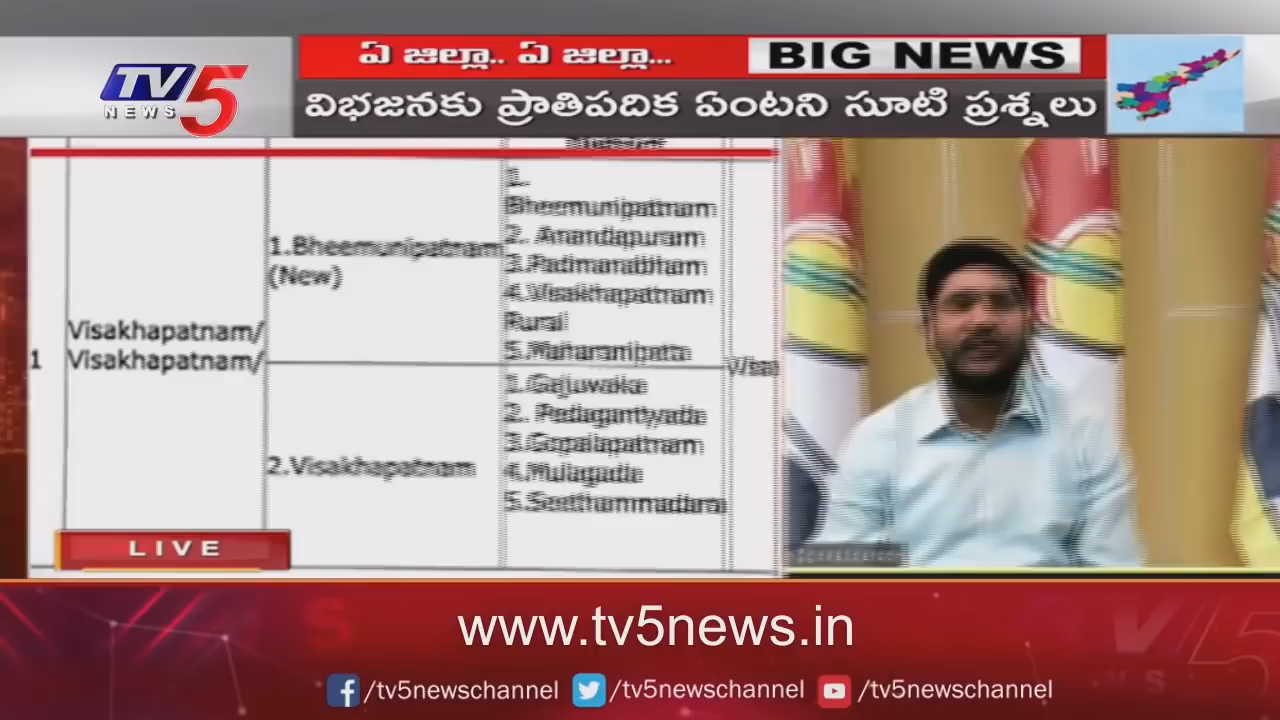 ఏ జిల్లా.. ఏ జిల్లా...
BIG NEWS
TV5
NEWS
విభజనకు ప్రాతిపదిక ఏంటని సూటి ప్రశ్నలు
1
Visakhapatnam/
Visakhapatnam/
1.Bheemunipatnam
(New)
1.
Bheemunipattnam
2. Anandapuram
3.Padmanabham
4.Visakhapatnam
Rural
5.Maharanipeta
2.Visakhapatnam
1.Gajuwaka
2. Pedagantyada
3.Gopalapatnam
4.Mulagada
5.Seethammadara
LIVE
www.tv5news.in
/tv5newschannel
/tv5newschannel
/tv5newschannel